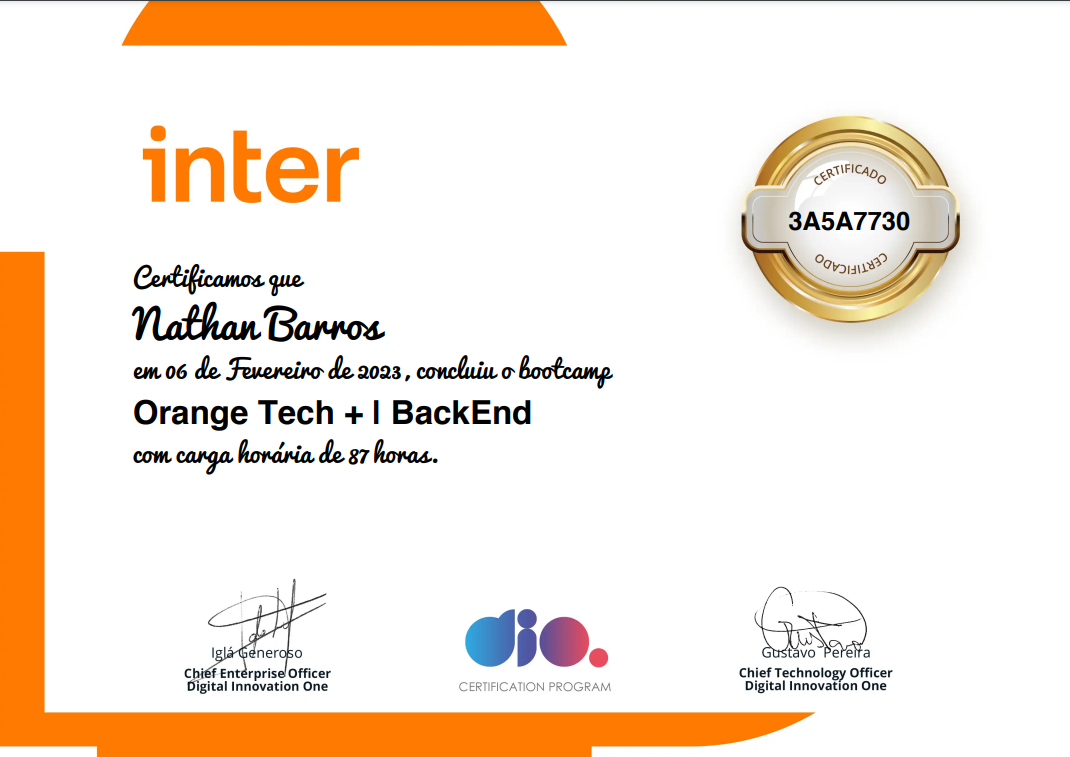 inter
CERTIFICADO
3A5A7730
CERTIFICADO
Certificamos que
Nathan Barros
em 06 de Fevereiro de 2023, concluiu o bootcamp
Orange Tech + | BackEnd
com carga horária de 87 horas.
Iglá Generoso
Chief Enterprise Officer
Digital Innovation One
dio.
CERTIFICATION PROGRAM
Gustavo
Gustavo Pereira
Chief Technology Officer
Digital Innovation One